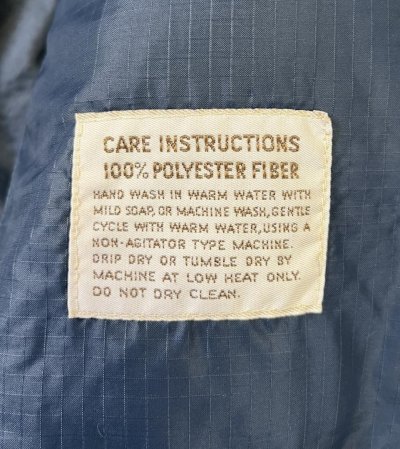 CARE INSTRUCTIONS
100% POLYESTER FIBER
HAND WASH IN WARM WATER WITH
MILD SOAP, OR MACHINE WASH, GENTLE
CYCLE WITH WARM WATER, USING A
NON-AGITATOR TYPE MACHINE.
DRIP DRY OR TUMBLE DRY BY
MACHINE AT LOW HEAT ONLY.
DO NOT DRY CLEAN.